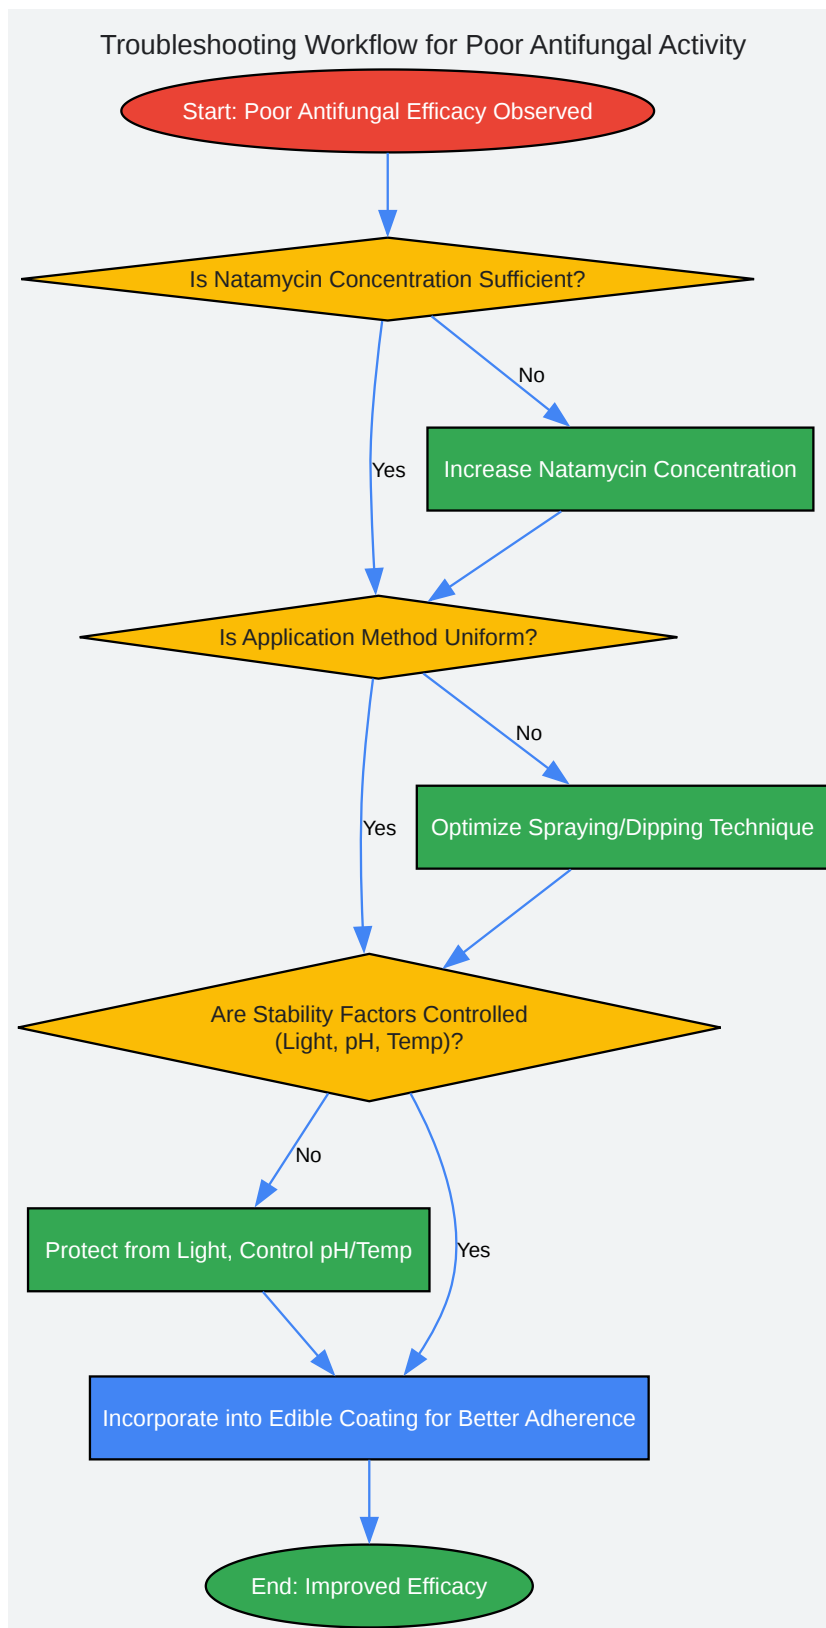 Troubleshooting Workflow for Poor Antifungal Activity
Start: Poor Antifungal Efficacy Observed
Is Natamycin Concentration Sufficient?
No
Yes
Increase Natamycin Concentration
Is Application Method Uniform?
No
Yes
Optimize Spraying/Dipping Technique
Are Stability Factors Controlled
(Light, pH, Temp)?
No
Protect from Light, Control pH/Temp
Yes
Incorporate into Edible Coating for Better Adherence
End: Improved Efficacy